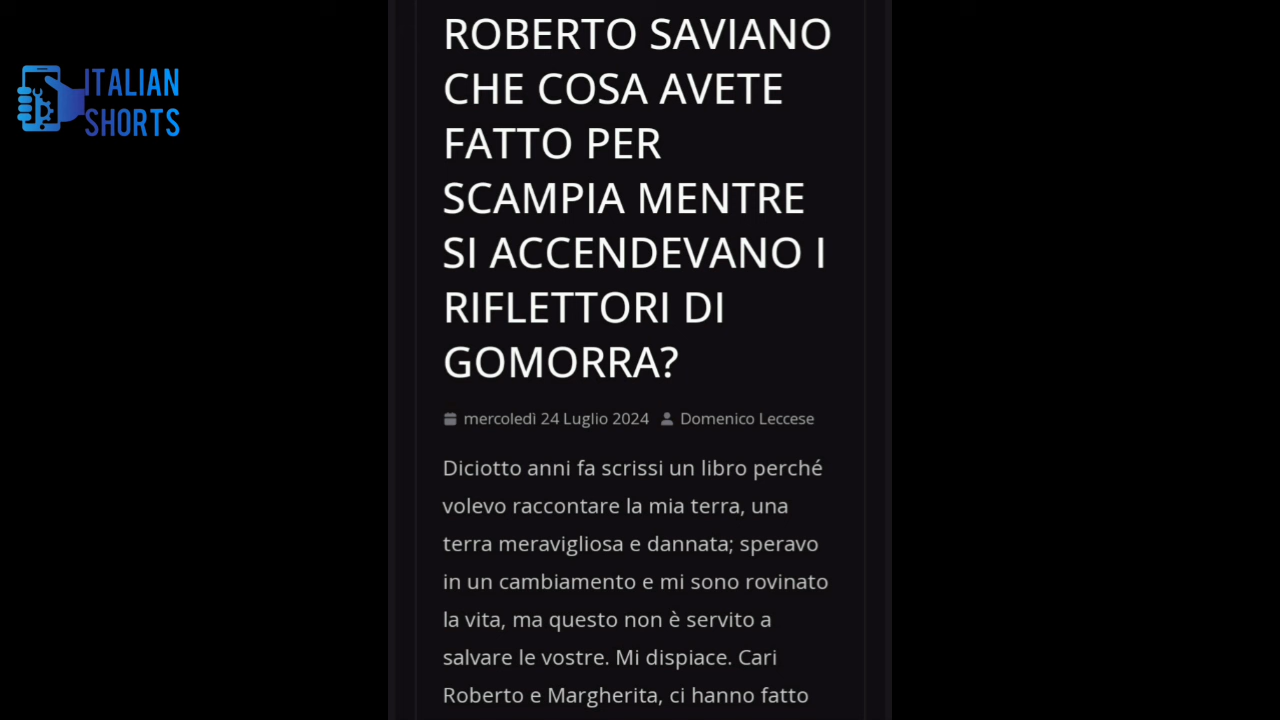 ITALIAN
SHORTS
ROBERTO SAVIANO
CHE COSA AVETE
FATTO PER
SCAMPIA MENTRE
SI ACCENDEVANO I
RIFLETTORI DI
GOMORRA?
mercoledì 24 Luglio 2024 Domenico Leccese
Diciotto anni fa scrissi un libro perché
volevo raccontare la mia terra, una
terra meravigliosa e dannata; speravo
in un cambiamento e mi sono rovinato
la vita, ma questo non è servito a
salvare le vostre. Mi dispiace. Cari
Roberto e Margherita, ci hanno fatto